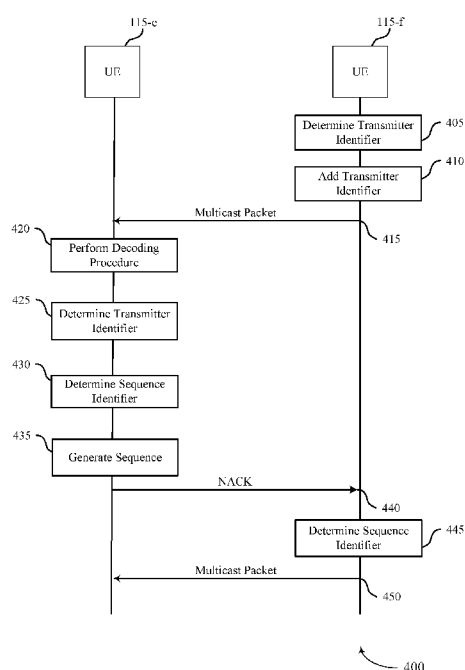 115-e
115-f
UE
UE
Determine Transmitter
Identifier
405
Add Transmitter
Identifier
410
Multicast Packet
415
420
Perform Decoding
Procedure
425
Determine Transmitter
Identifier
430
Determine Sequence
Identifier
435
Generate Sequence
NACK
440
Determine Sequence
Identifier
445
Multicast Packet
450
400